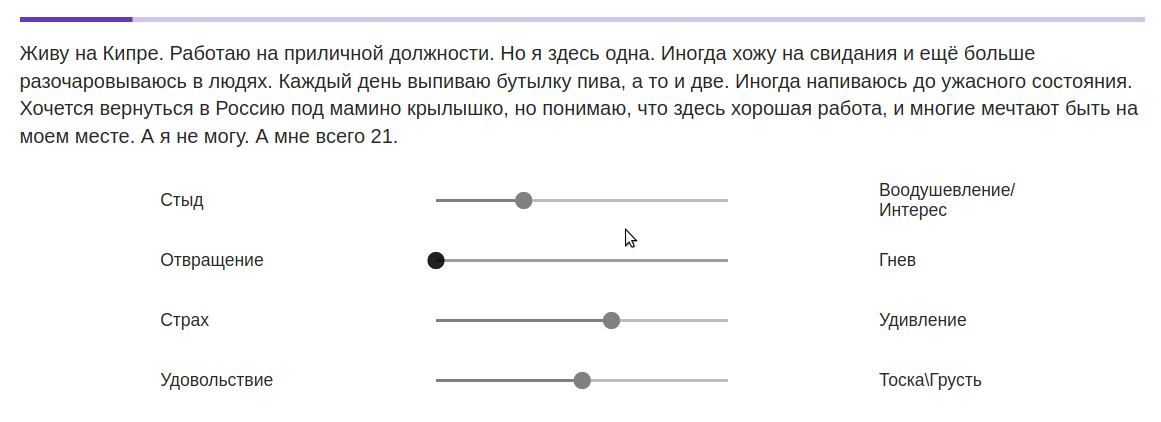 Живу на Кипре. Работаю на приличной должности. Но я здесь одна. Иногда хожу на свидания и ещё больше
разочаровываюсь в людях. Каждый день выпиваю бутылку пива, а то и две. Иногда напиваюсь до ужасного состояния.
Хочется вернуться в Россию под мамино крылышко, но понимаю, что здесь хорошая работа, и многие мечтают быть на
моем месте. А я не могу. А мне всего 21.
Стыд
Воодушевление/
Интерес
Отвращение
Гнев
Страх
Удивление
Удовольствие
Тоска\Грусть